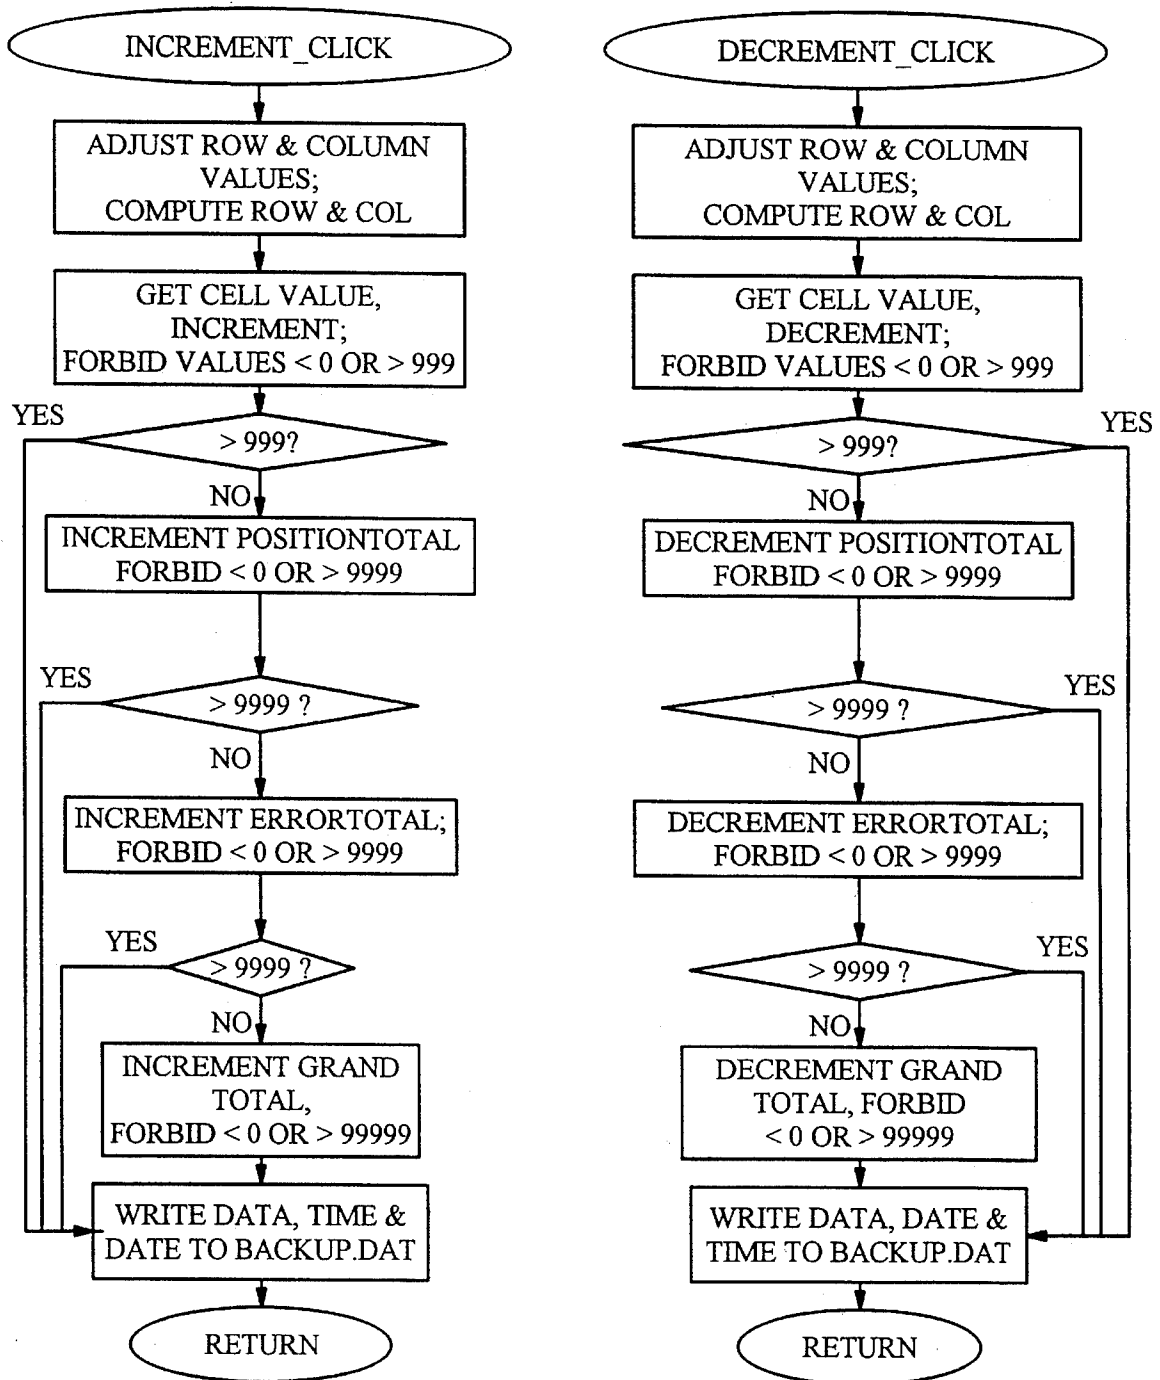 INCREMENT_CLICK
ADJUST ROW & COLUMN
VALUES;
COMPUTE ROW & COL
GET CELL VALUE,
INCREMENT;
FORBID VALUES < 0 OR > 999
YES
> 999?
NO
INCREMENT POSITIONTOTAL
FORBID < 0 OR > 9999
YES
> 9999 ?
NO
INCREMENT ERRORTOTAL;
FORBID < 0 OR > 9999
YES
> 9999 ?
NO
INCREMENT GRAND
TOTAL,
FORBID < 0 OR > 99999
WRITE DATA, TIME &
DATE TO BACKUP.DAT
RETURN
DECREMENT_CLICK
ADJUST ROW & COLUMN
VALUES;
COMPUTE ROW & COL
GET CELL VALUE,
DECREMENT;
FORBID VALUES < 0 OR > 999
YES
> 999?
NO
DECREMENT POSITIONTOTAL
FORBID < 0 OR > 9999
YES
> 9999 ?
NO
DECREMENT ERRORTOTAL;
FORBID < 0 OR > 9999
YES
> 9999 ?
NO
DECREMENT GRAND
TOTAL, FORBID
< 0 OR > 99999
WRITE DATA, DATE &
TIME TO BACKUP.DAT
RETURN